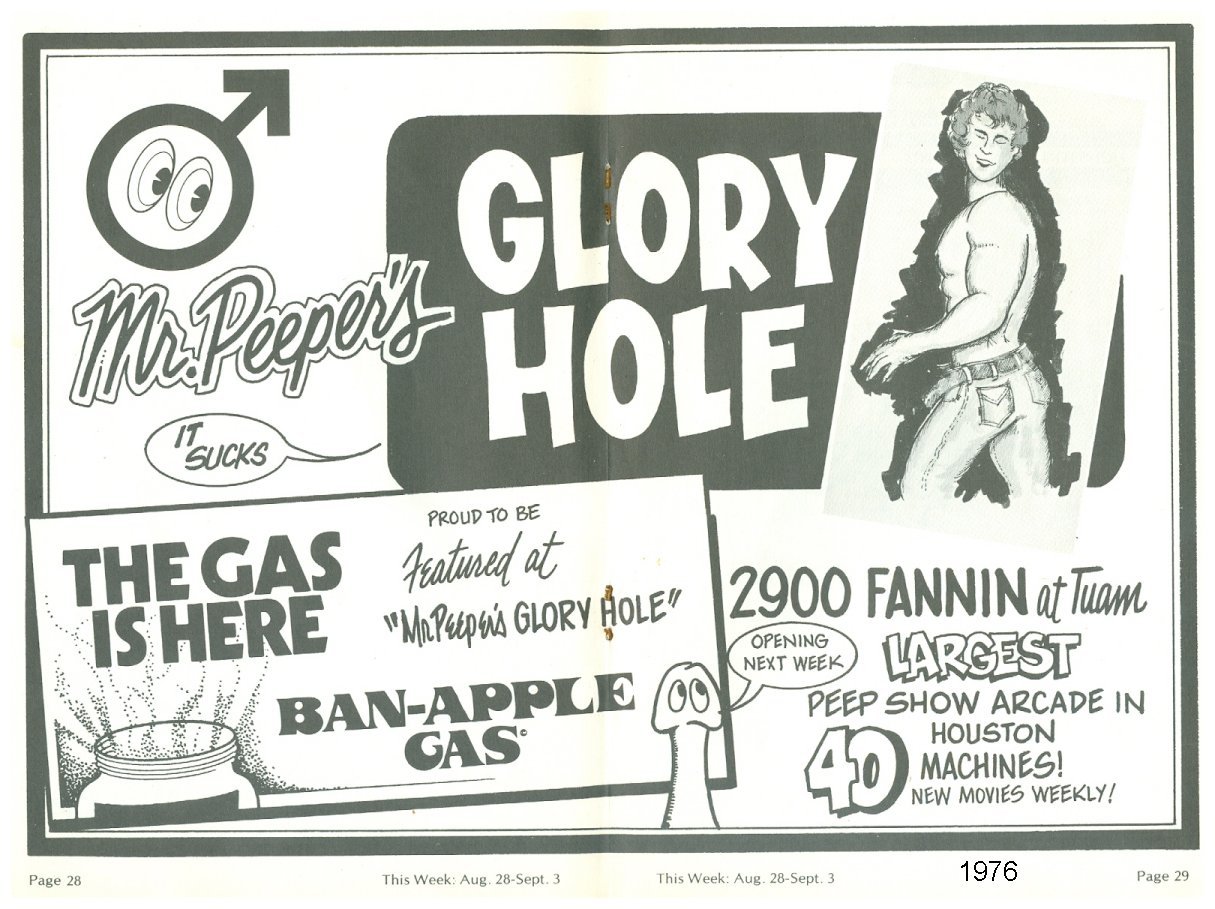 Mr. Peeper's
GLORY
HOLE
IT
SUCKS
THE GAS
IS HERE
PROUD TO BE
Featured at
"Mr. Peeper's GLORY HOLE"
BAN-APPLE
GAS©
2900 FANNIN at Tuam
OPENING
NEXT WEEK
LARGEST
PEEP SHOW ARCADE IN
HOUSTON
40 MACHINES!
NEW MOVIES WEEKLY!
Page 28
This Week: Aug. 28-Sept. 3
This Week: Aug. 28-Sept. 3
1976
Page 29